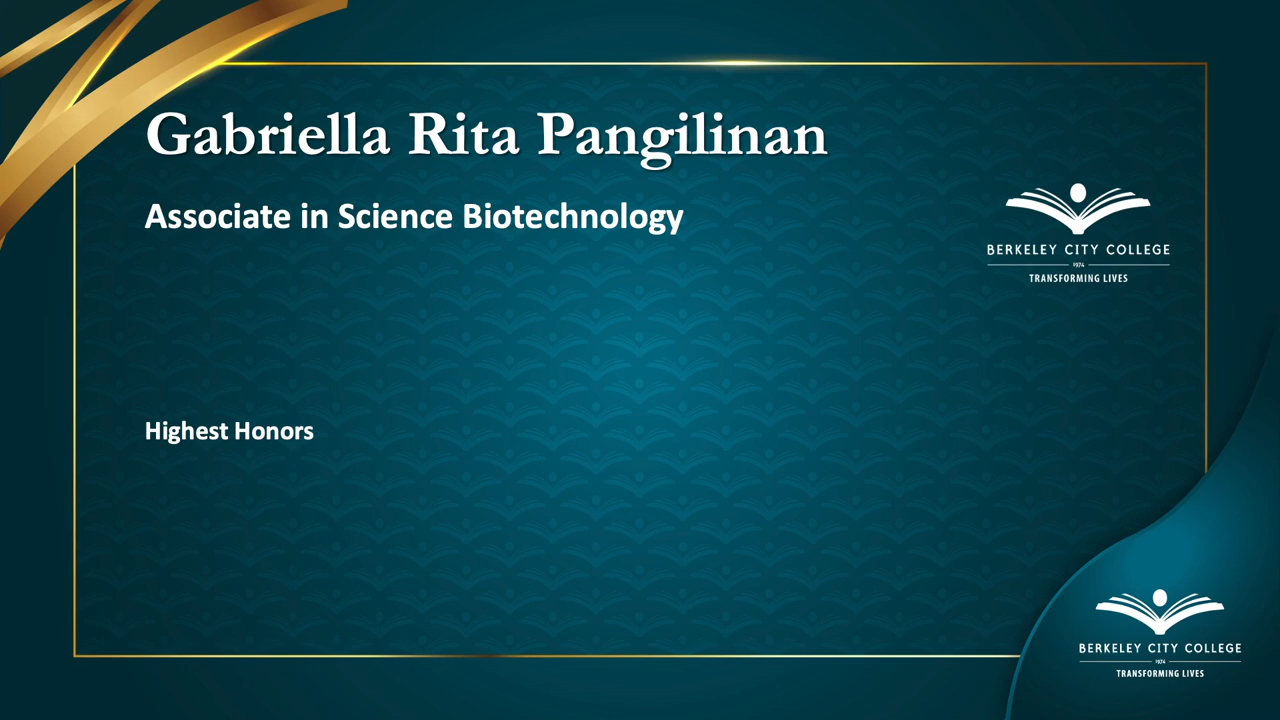 Gabriella Rita Pangilinan
Associate in Science Biotechnology
BERKELEY CITY COLLEGE
1974
TRANSFORMING LIVES
Highest Honors
BERKELEY CITY COLLEGE
1974
TRANSFORMING LIVES